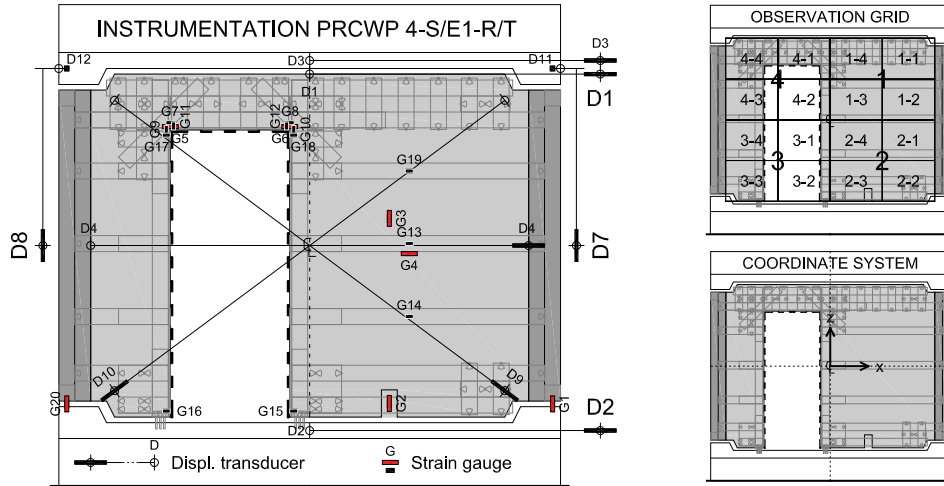 INSTRUMENTATION PRCWP 4-S/E1-R/T
D12
D3
D11
D3
D1
D1
G7
G8
G9
G11
G12
G10
G5
G6
G17
G18
G19
G3
D8
D4
G13
D4
D7
G4
G14
D10
D9
G20
G16
G15
G2
G1
D2
D2
D
Displ. transducer
G
Strain gauge
OBSERVATION GRID
4-4 4-1 1-4 1-1
4 1
4-3 4-2 1-3 1-2
3-4 3-1 2-4 2-1
3 2
3-3 3-2 2-3 2-2
COORDINATE SYSTEM
z
x